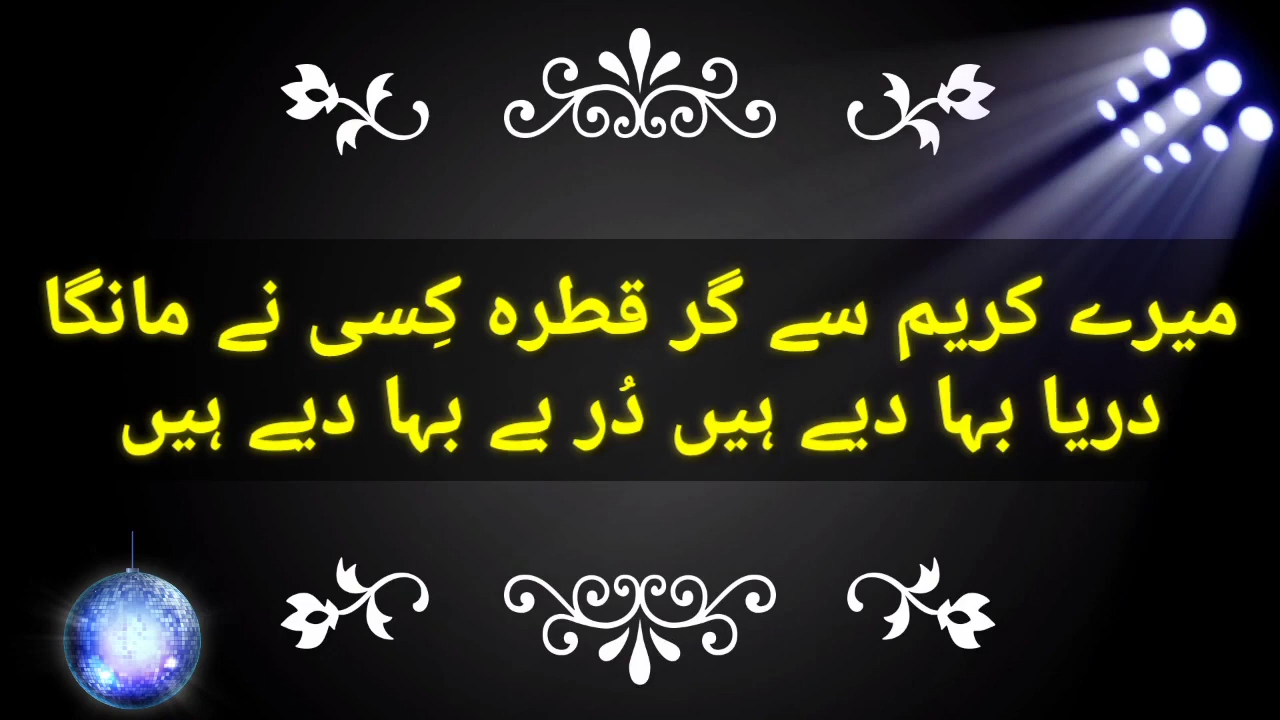 میرے کریم سے گر قطرہ کِسی نے مانگا
دریا بہا دیے ہیں دُر بے بہا دیے ہیں